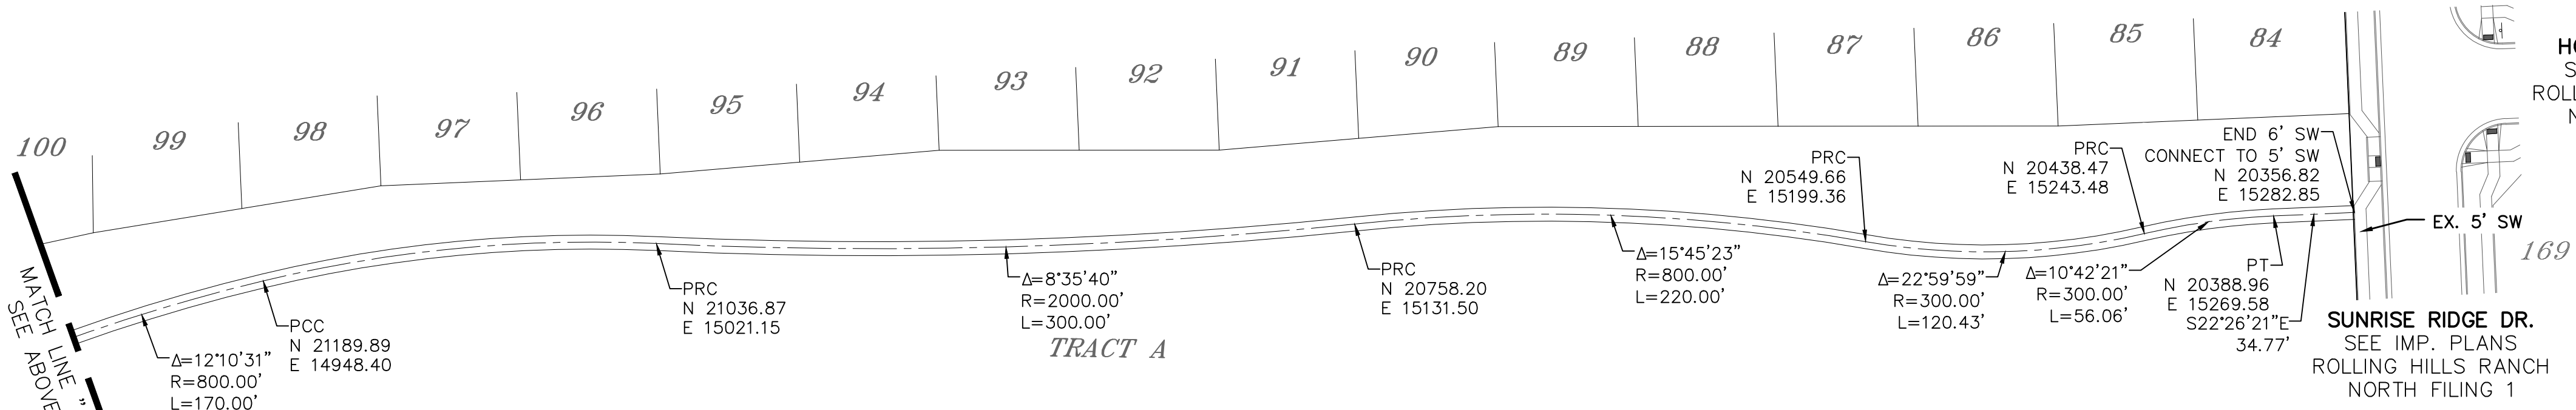 100
99
98
97
96
95
94
93
92
91
90
89
88
87
86
85
84
MATCH LINE "
SEE ABOVE
Δ=12°10'31"
R=800.00'
L=170.00'
PCC
N 21189.89
E 14948.40
PRC
N 21036.87
E 15021.15
Δ=8°35'40"
R=2000.00'
L=300.00'
TRACT A
PRC
N 20758.20
E 15131.50
Δ=15°45'23"
R=800.00'
L=220.00'
PRC
N 20549.66
E 15199.36
Δ=22°59'59"
R=300.00'
L=120.43'
PRC
N 20438.47
E 15243.48
Δ=10°42'21"
R=300.00'
L=56.06'
END 6' SW
CONNECT TO 5' SW
N 20356.82
E 15282.85
PT
N 20388.96
E 15269.58
S22°26'21"E
34.77'
EX. 5' SW
169
SUNRISE RIDGE DR.
SEE IMP. PLANS
ROLLING HILLS RANCH
NORTH FILING 1